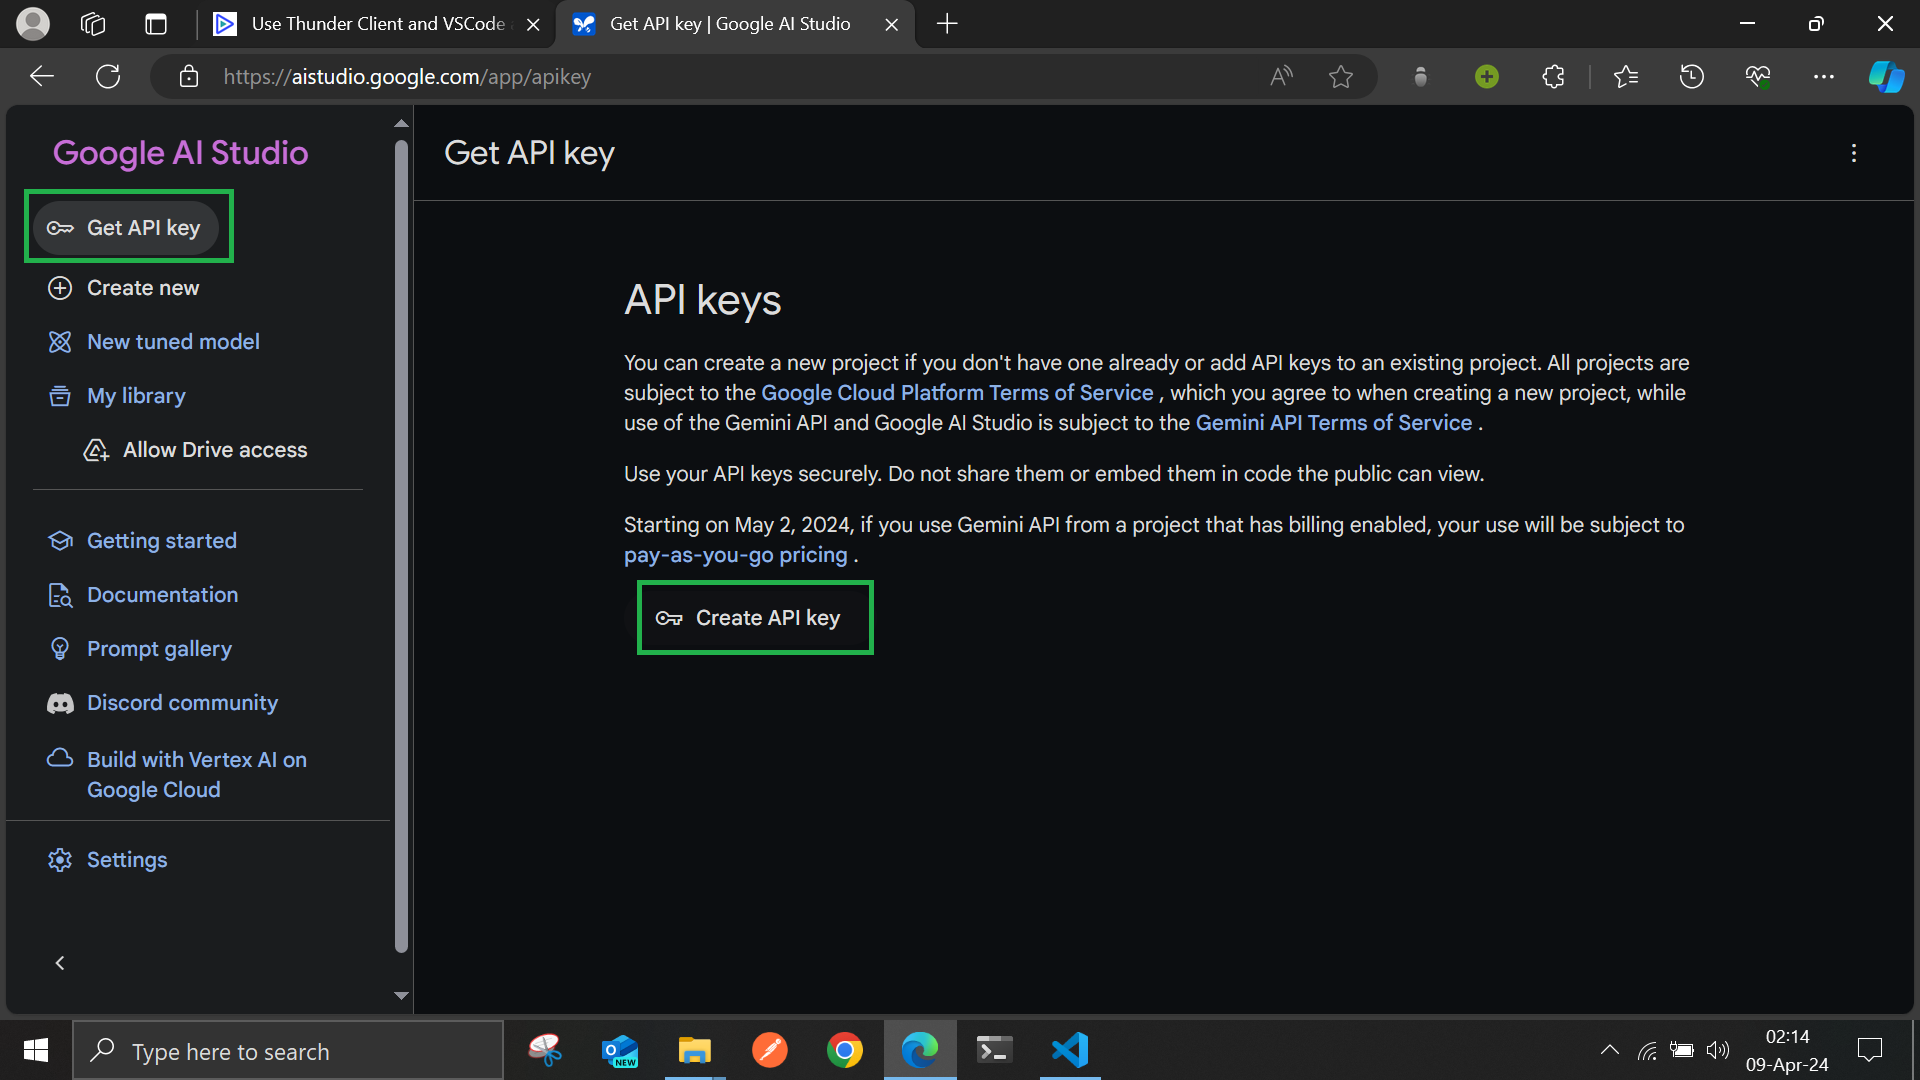 Use Thunder Client and VSCode
Get API key | Google AI Studio
https://aistudio.google.com/app/apikey
Google AI Studio
Get API key
Create new
New tuned model
My library
Allow Drive access
Getting started
Documentation
Prompt gallery
Discord community
Build with Vertex AI on
Google Cloud
Settings
Get API key
API keys
You can create a new project if you don't have one already or add API keys to an existing project. All projects are
subject to the Google Cloud Platform Terms of Service , which you agree to when creating a new project, while
use of the Gemini API and Google AI Studio is subject to the Gemini API Terms of Service .
Use your API keys securely. Do not share them or embed them in code the public can view.
Starting on May 2, 2024, if you use Gemini API from a project that has billing enabled, your use will be subject to
pay-as-you-go pricing .
Create API key
Type here to search
NEW
02:14
09-Apr-24